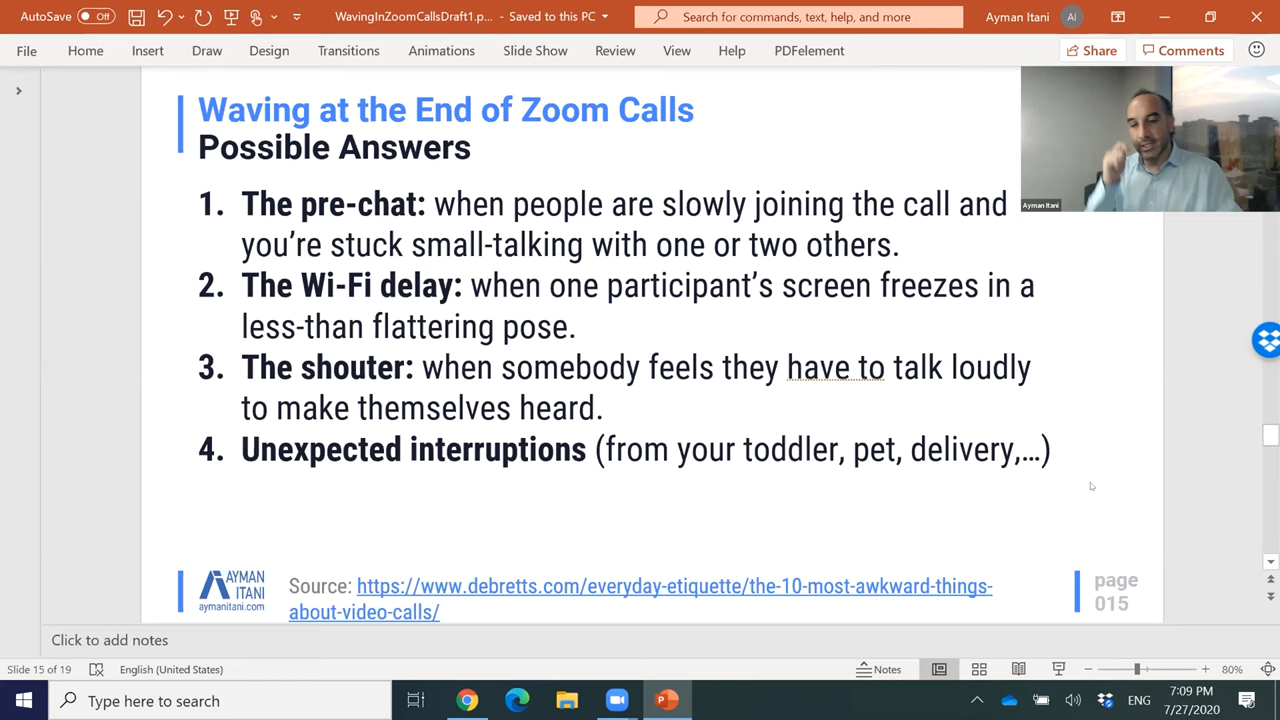 AutoSave Off
WavingInZoomCallsDraft1.p... - Saved to this PC
Search for commands, text, help, and more
Ayman Itani AI
File Home Insert Draw Design Transitions Animations Slide Show Review View Help PDFelement Share Comments
Waving at the End of Zoom Calls
Possible Answers
1. The pre-chat: when people are slowly joining the call and
you're stuck small-talking with one or two others.
2. The Wi-Fi delay: when one participant's screen freezes in a
less-than flattering pose.
3. The shouter: when somebody feels they have to talk loudly
to make themselves heard.
4. Unexpected interruptions (from your toddler, pet, delivery,...)
Ayman Itani
AYMAN
ITANI
aymanitani.com
Source: https://www.debretts.com/everyday-etiquette/the-10-most-awkward-things-
about-video-calls/
page
015
Click to add notes
Slide 15 of 19 English (United States) Notes 80%
Type here to search
ENG
7:09 PM
7/27/2020